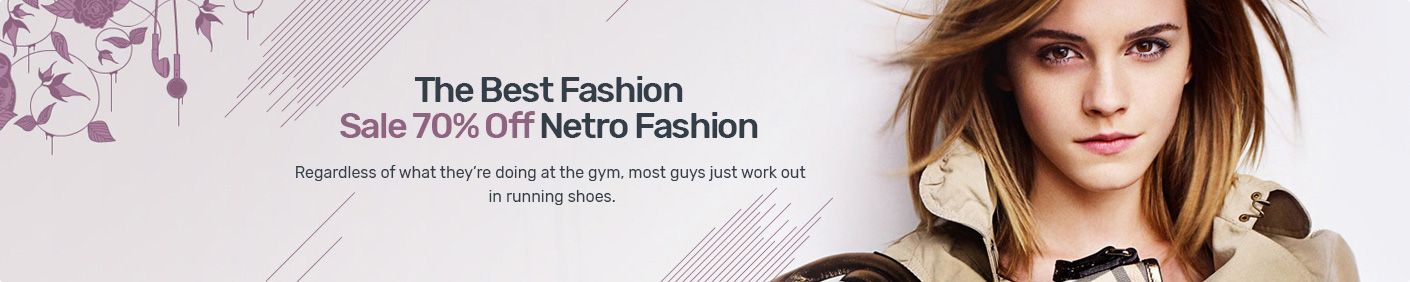 The Best Fashion
Sale 70% Off Netro Fashion
Regardless of what they’re doing at the gym, most guys just work out
in running shoes.